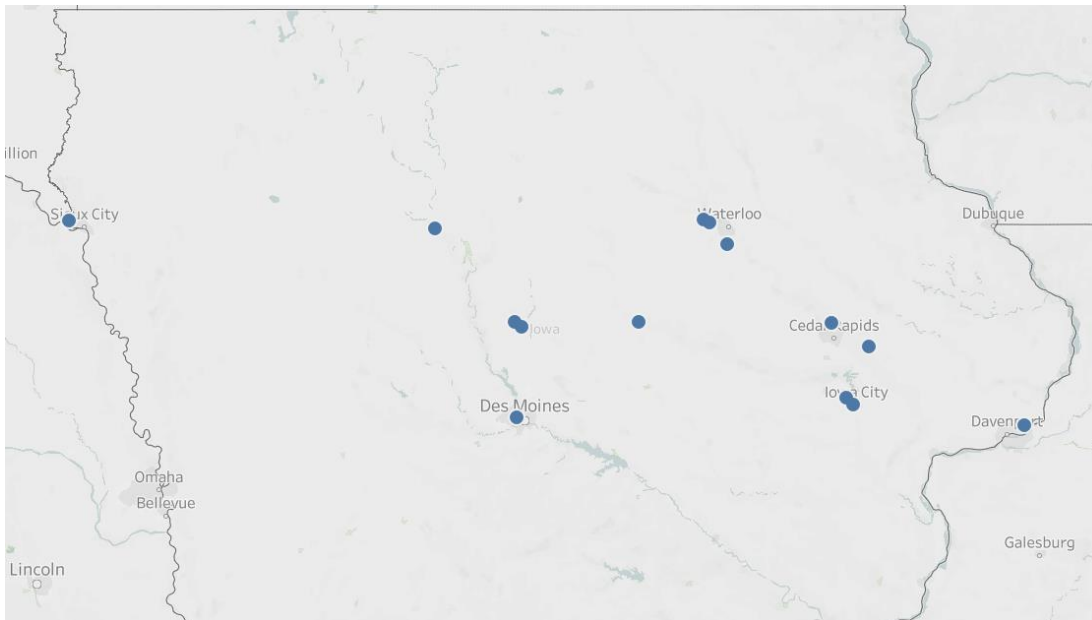 illion
Sioux City
Waterloo
Dubuque
Iowa
Cedar Rapids
Iowa City
Des Moines
Davenport
Omaha
Bellevue
Galesburg
Lincoln